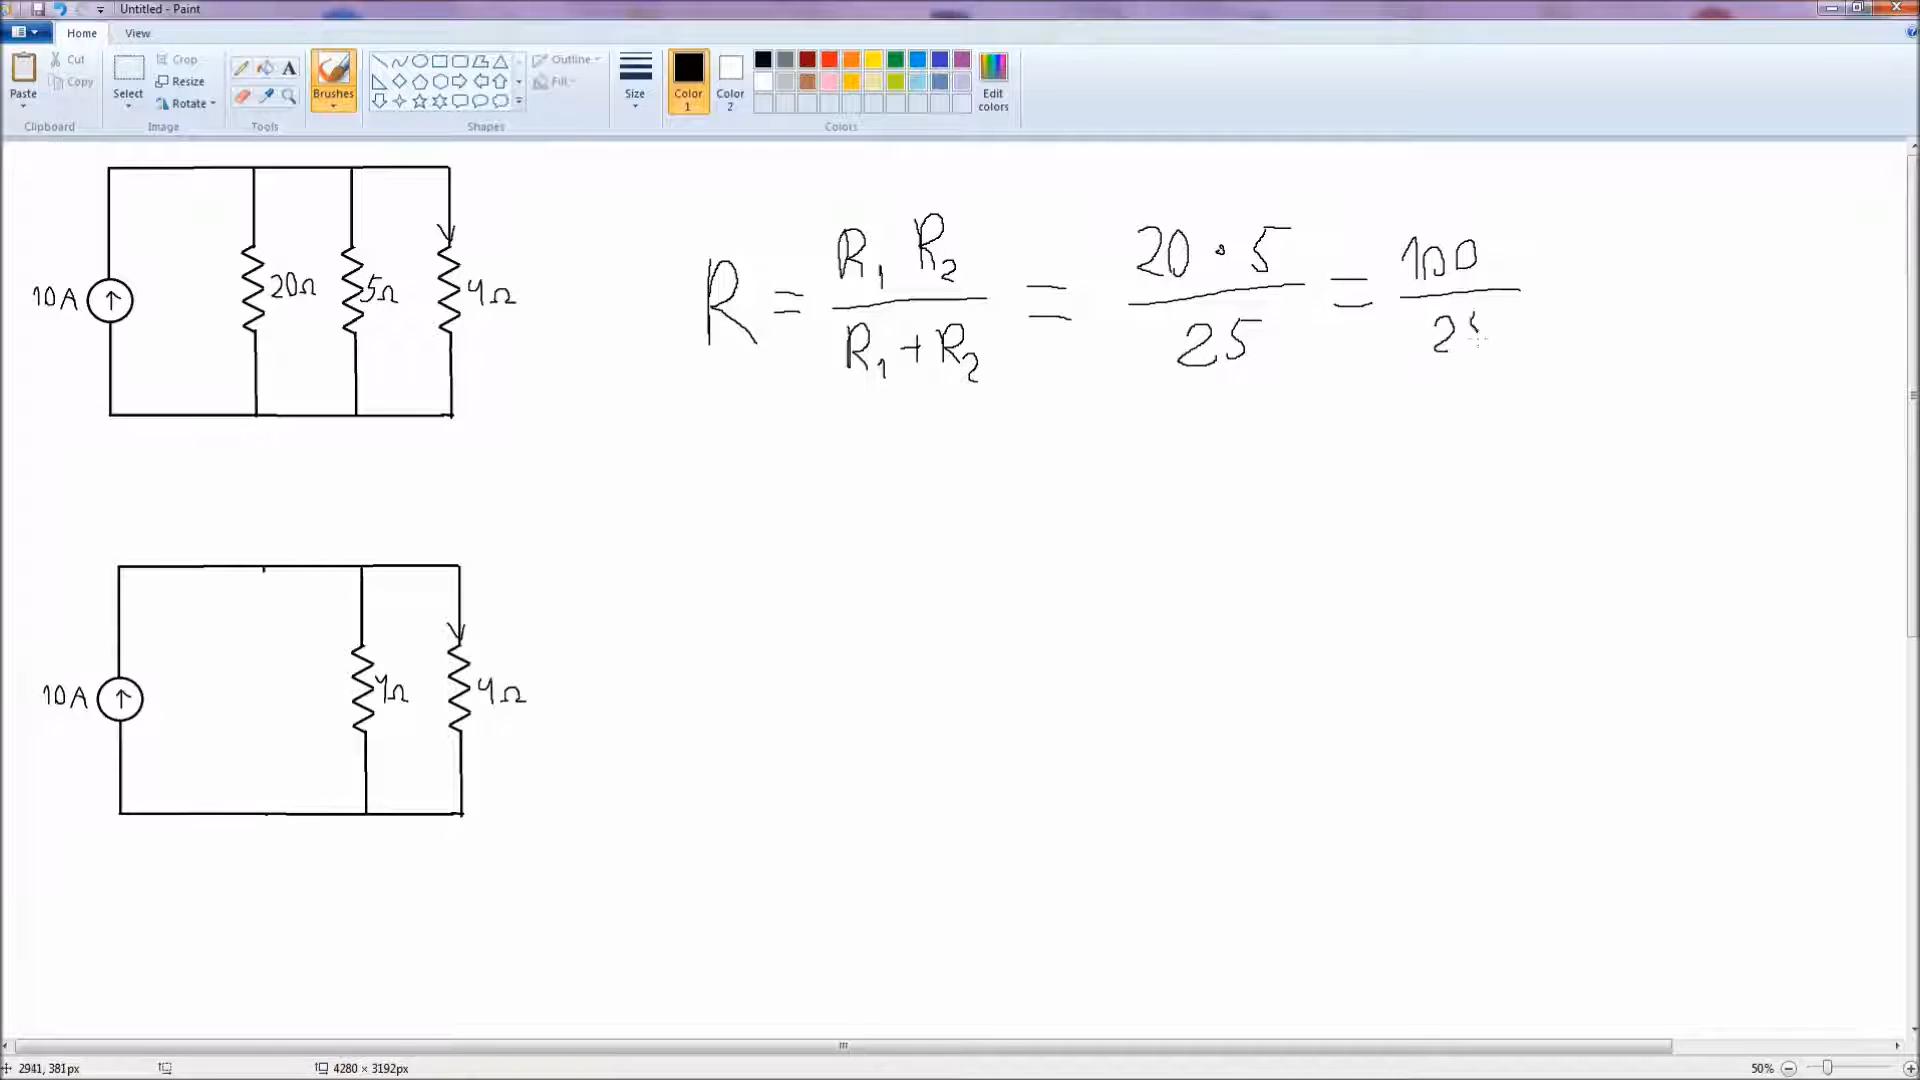 Untitled - Paint
Home View
Paste
Cut
Copy
Clipboard
Select
Crop
Resize
Rotate
Image
A
Tools
Brushes
Outline
Fill
Shapes
Size
Color 1
Color 2
Edit colors
Colors
10A 20Ω 5Ω 4Ω
R = R₁ R₂ / R₁ + R₂ = 20 · 5 / 25 = 100 / 2
10A 4Ω 4Ω
2941, 381px
4280 × 3192px
50%